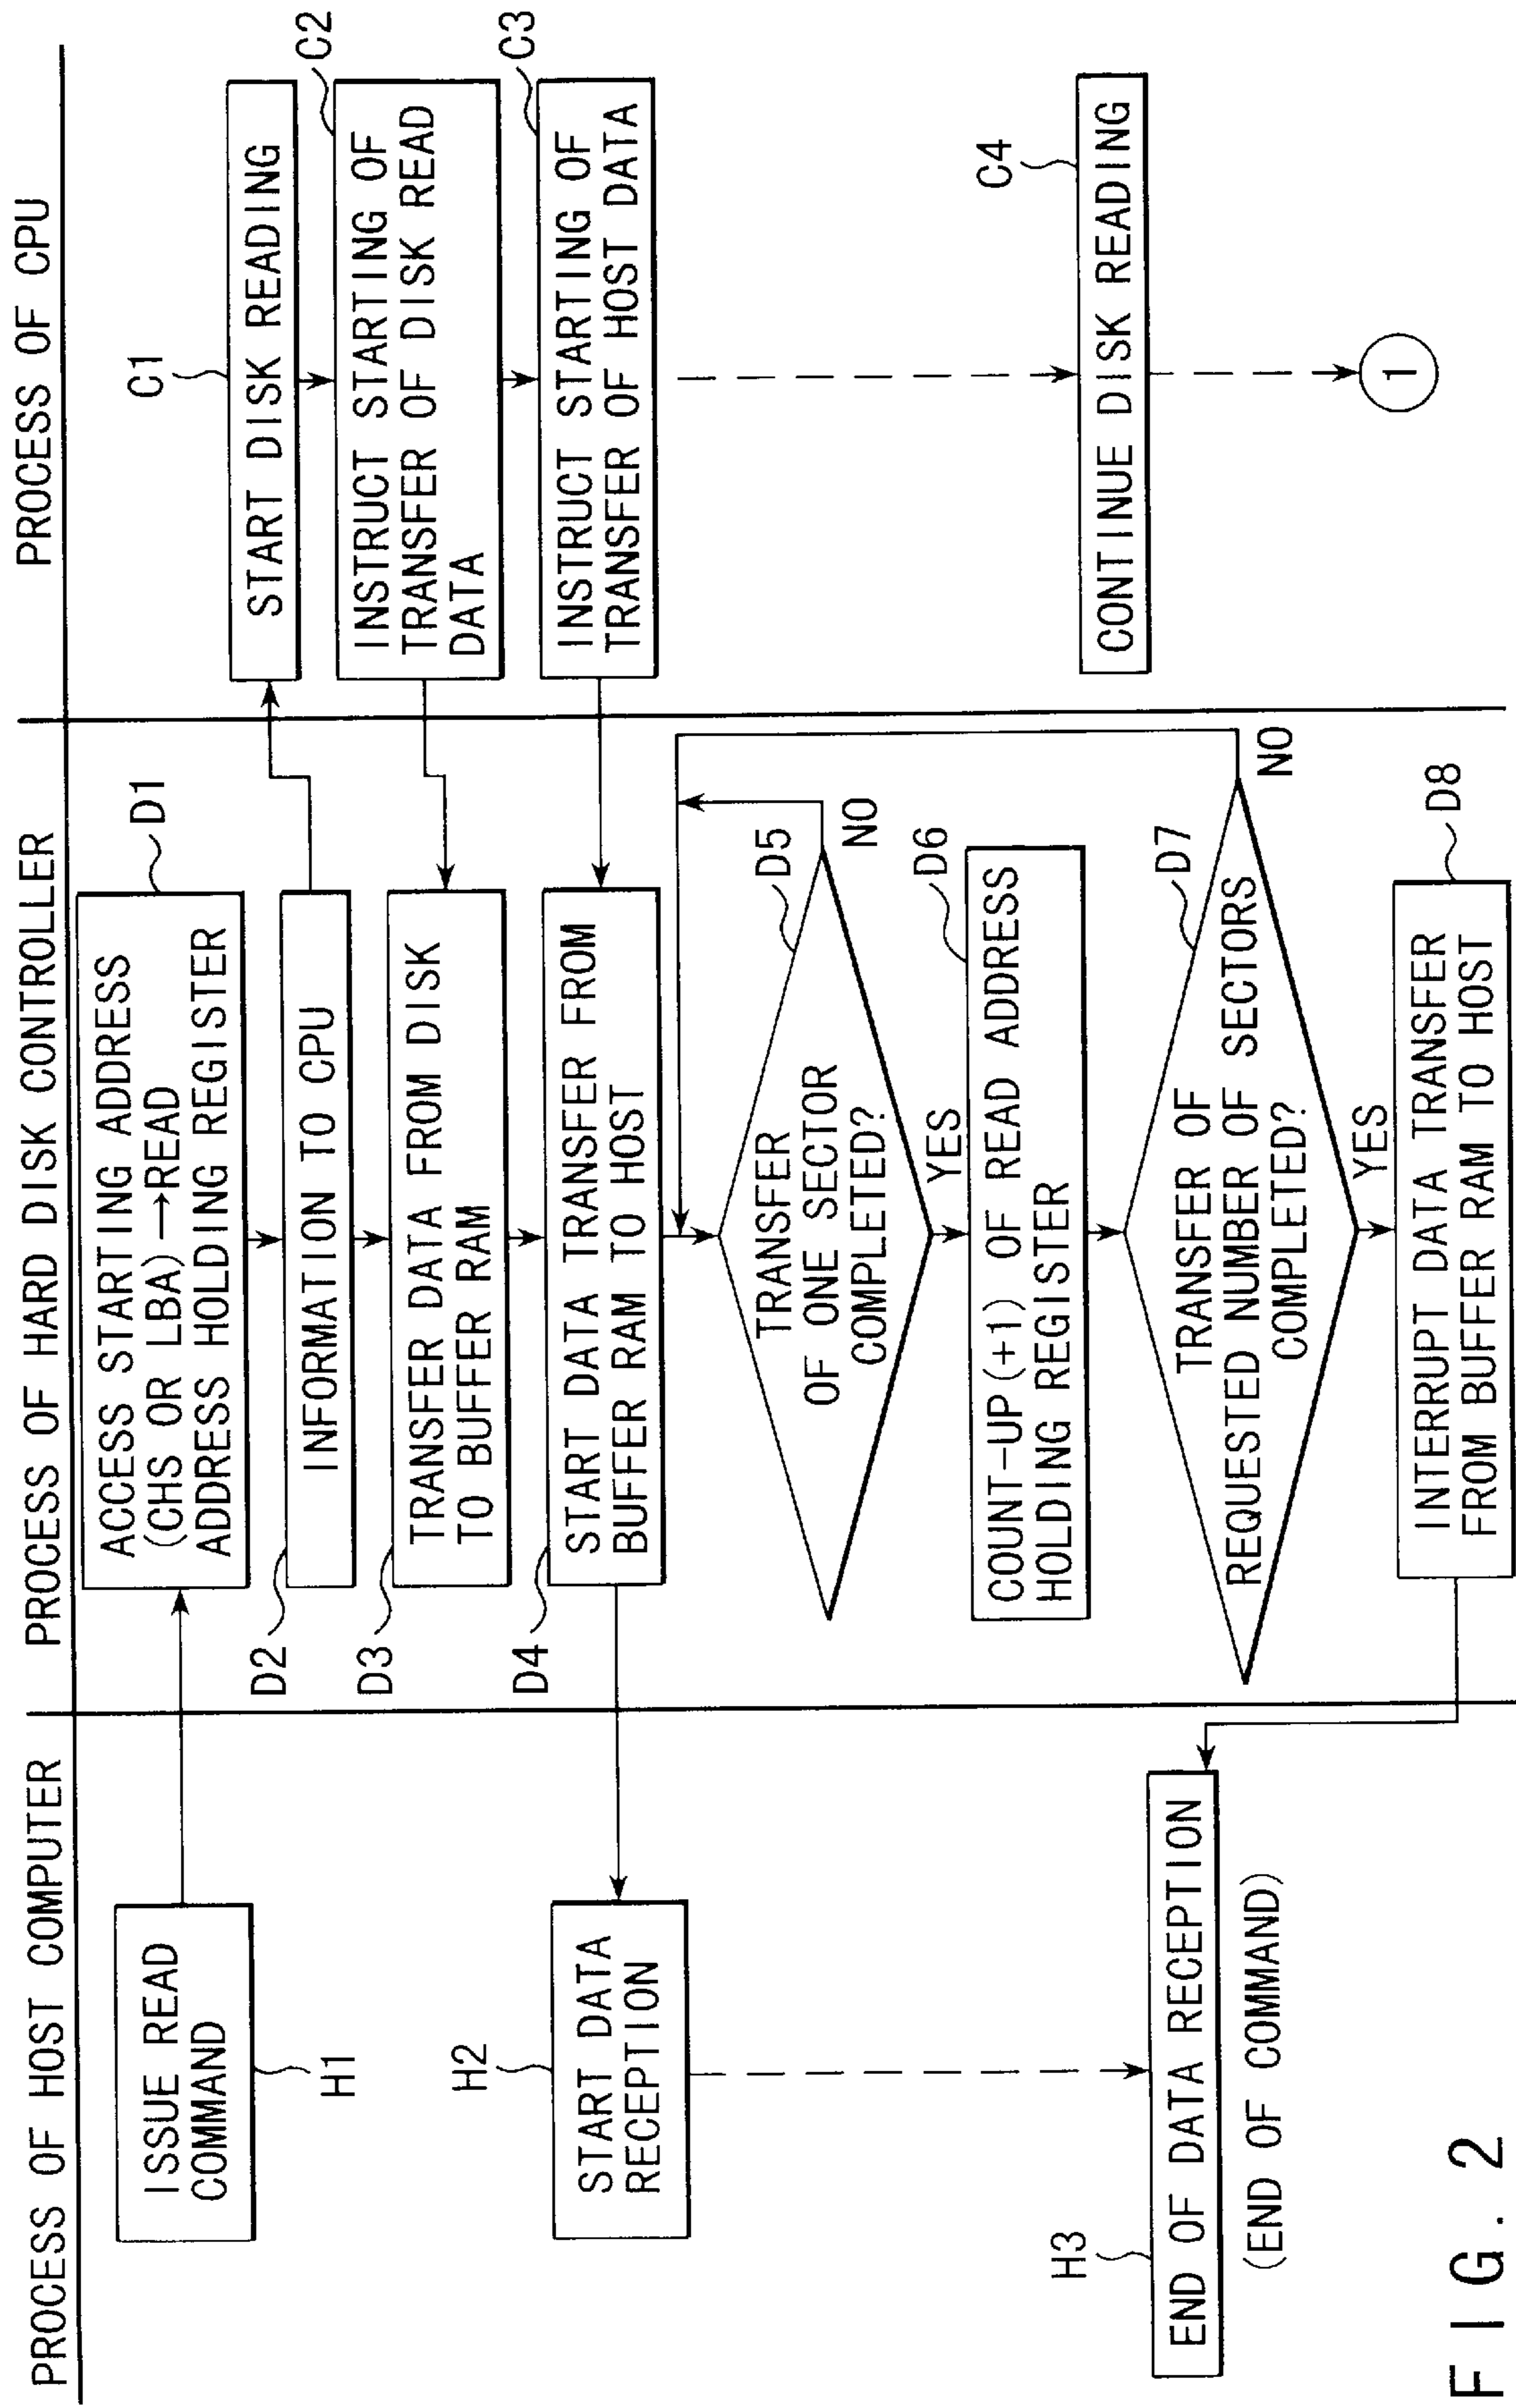 PROCESS OF HOST COMPUTER
PROCESS OF HARD DISK CONTROLLER
PROCESS OF CPU
ISSUE READ
COMMAND
H1
ACCESS STARTING ADDRESS
(CHS OR LBA)→READ
ADDRESS HOLDING REGISTER
D1
D2
INFORMATION TO CPU
C1
START DISK READING
C2
INSTRUCT STARTING OF
TRANSFER OF DISK READ
DATA
D3
TRANSFER DATA FROM DISK
TO BUFFER RAM
C3
INSTRUCT STARTING OF
TRANSFER OF HOST DATA
D4
START DATA TRANSFER FROM
BUFFER RAM TO HOST
H2
START DATA
RECEPTION
D5
TRANSFER
OF ONE SECTOR
COMPLETED?
NO
YES
D6
COUNT-UP(+1) OF READ ADDRESS
HOLDING REGISTER
C4
CONTINUE DISK READING
D7
TRANSFER OF
REQUESTED NUMBER OF SECTORS
COMPLETED?
NO
YES
H3
END OF DATA RECEPTION
(END OF COMMAND)
D8
INTERRUPT DATA TRANSFER
FROM BUFFER RAM TO HOST
1
FIG. 2